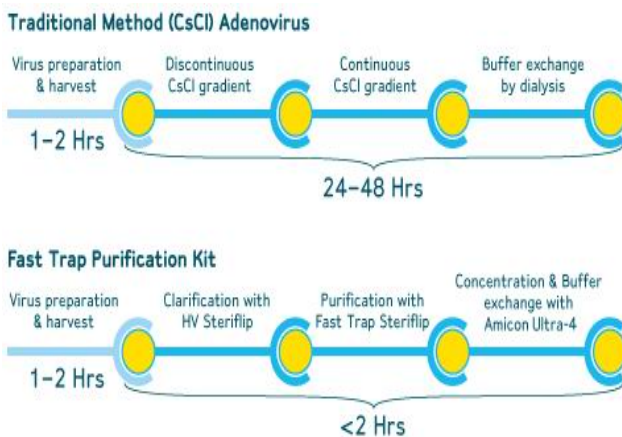 Traditional Method (CsCl) Adenovirus
Virus preparation
& harvest
Discontinuous
CsCl gradient
Continuous
CsCl gradient
Buffer exchange
by dialysis
1–2 Hrs
24–48 Hrs
Fast Trap Purification Kit
Virus preparation
& harvest
Clarification with
HV Steriflip
Purification with
Fast Trap Steriflip
Concentration & Buffer
exchange with
Amicon Ultra-4
1–2 Hrs
<2 Hrs